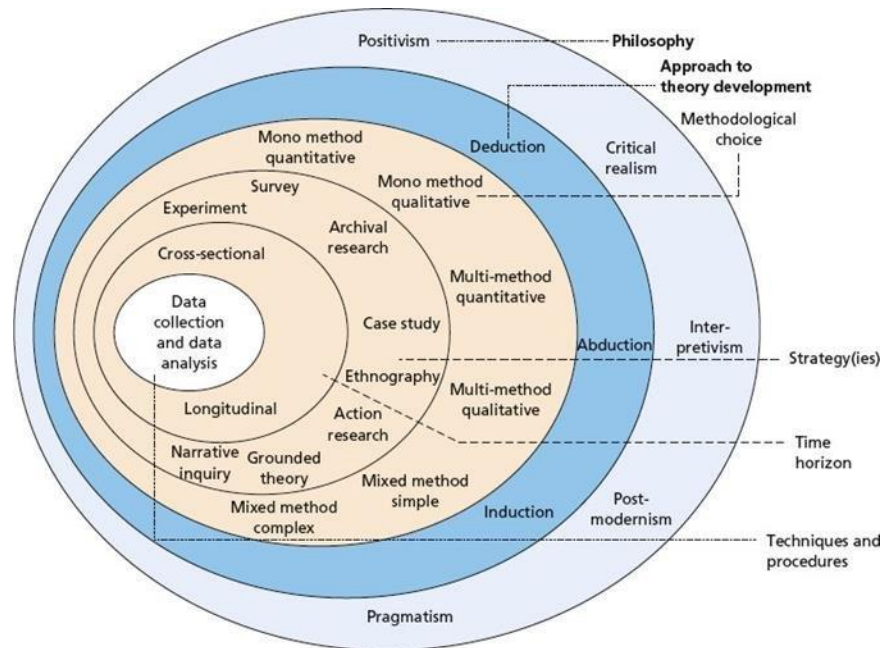 Positivism
Philosophy
Approach to
theory development
Methodological
choice
Mono method
quantitative
Deduction
Critical
realism
Mono method
qualitative
Survey
Experiment
Archival
research
Cross-sectional
Multi-method
quantitative
Data
collection
and data
analysis
Case study
Abduction
Inter-
pretivism
Strategy(ies)
Ethnography
Multi-method
qualitative
Longitudinal
Action
research
Time
horizon
Narrative
inquiry
Grounded
theory
Mixed method
simple
Mixed method
complex
Induction
Post-
modernism
Techniques and
procedures
Pragmatism